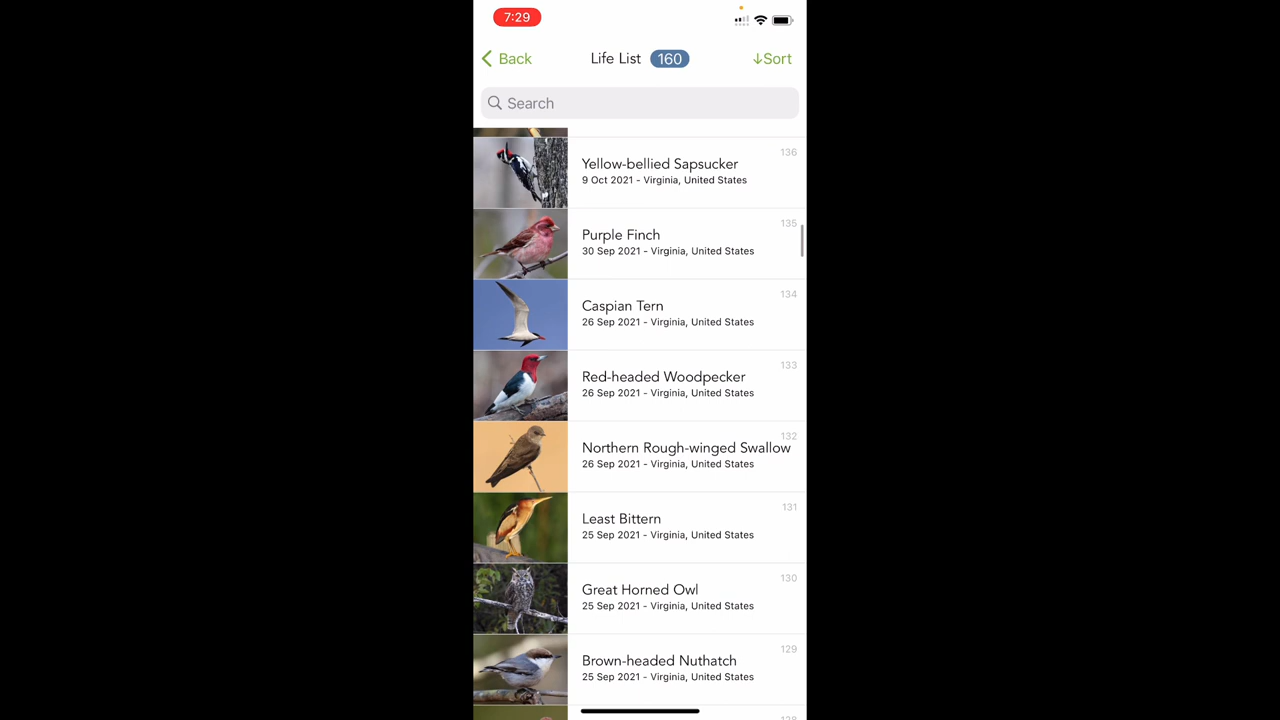 7:29
Back
Life List 160
↓Sort
Search
136
Yellow-bellied Sapsucker
9 Oct 2021 - Virginia, United States
135
Purple Finch
30 Sep 2021 - Virginia, United States
134
Caspian Tern
26 Sep 2021 - Virginia, United States
133
Red-headed Woodpecker
26 Sep 2021 - Virginia, United States
132
Northern Rough-winged Swallow
26 Sep 2021 - Virginia, United States
131
Least Bittern
25 Sep 2021 - Virginia, United States
130
Great Horned Owl
25 Sep 2021 - Virginia, United States
129
Brown-headed Nuthatch
25 Sep 2021 - Virginia, United States